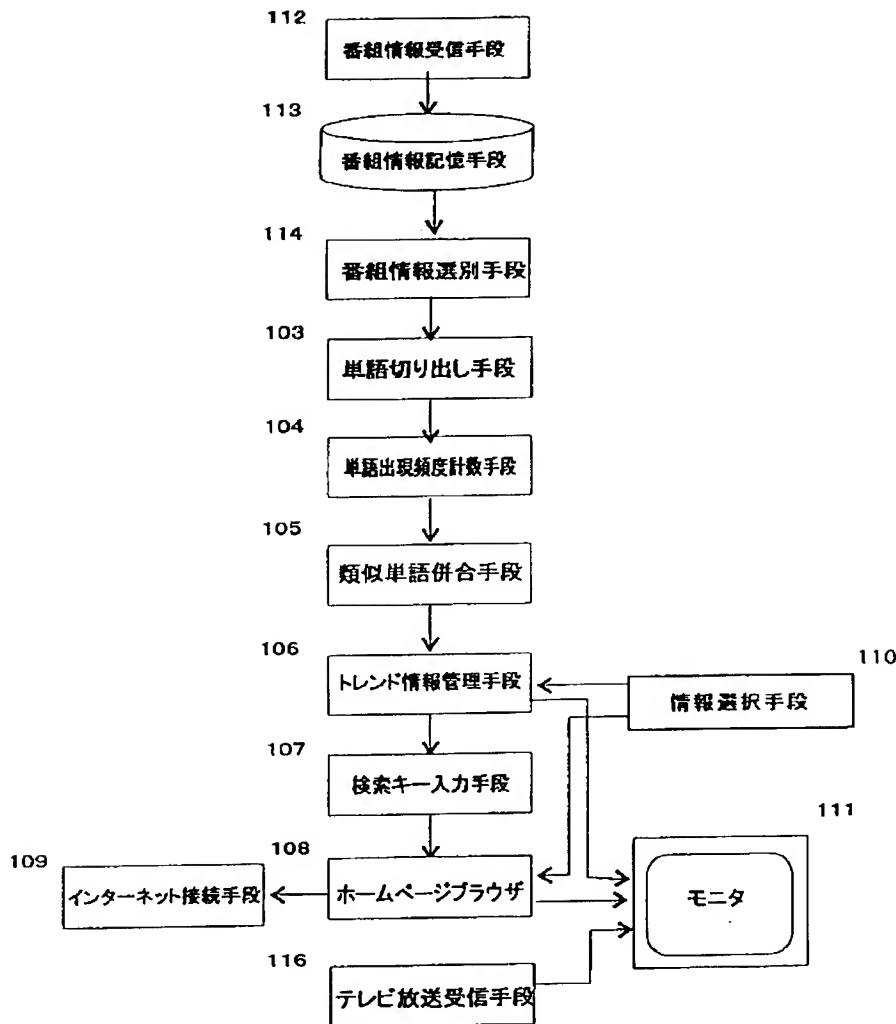 112
番組情報受信手段
113
番組情報記憶手段
114
番組情報選別手段
103
単語切り出し手段
104
単語出現頻度計数手段
105
類似単語併合手段
106
トレンド情報管理手段
110
情報選択手段
107
検索キー入力手段
111
モニタ
108
ホームページブラウザ
109
インターネット接続手段
116
テレビ放送受信手段